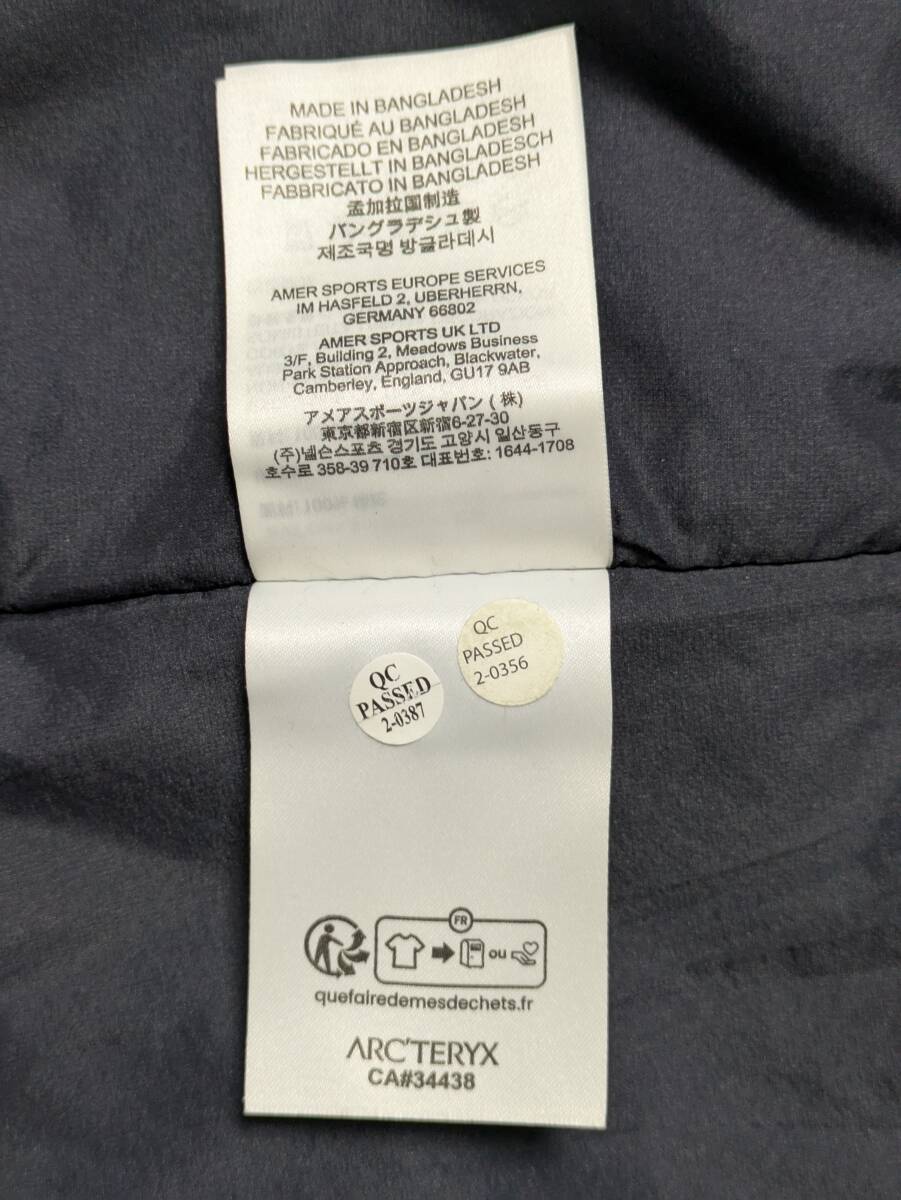 MADE IN BANGLADESH
FABRIQUÉ AU BANGLADESH
FABRICADO EN BANGLADESH
HERGESTELLT IN BANGLADESCH
FABBRICATO IN BANGLADESH
孟加拉国制造
バングラデシュ製
제조국명 방글라데시
AMER SPORTS EUROPE SERVICES
IM HASFELD 2, UBERHERRN,
GERMANY 66802
AMER SPORTS UK LTD
3/F, Building 2, Meadows Business
Park Station Approach, Blackwater,
Camberley, England, GU17 9AB
アメアスポーツジャパン (株)
東京都新宿区新宿6-27-30
(주)넬슨스포츠 경기도 고양시 일산동구
호수로 358-39 710호 대표번호: 1644-1708
QC
PASSED
2-0356
QC
PASSED
2-0387
FR
ou
quefairedemesdechets.fr
ARC'TERYX
CA#34438